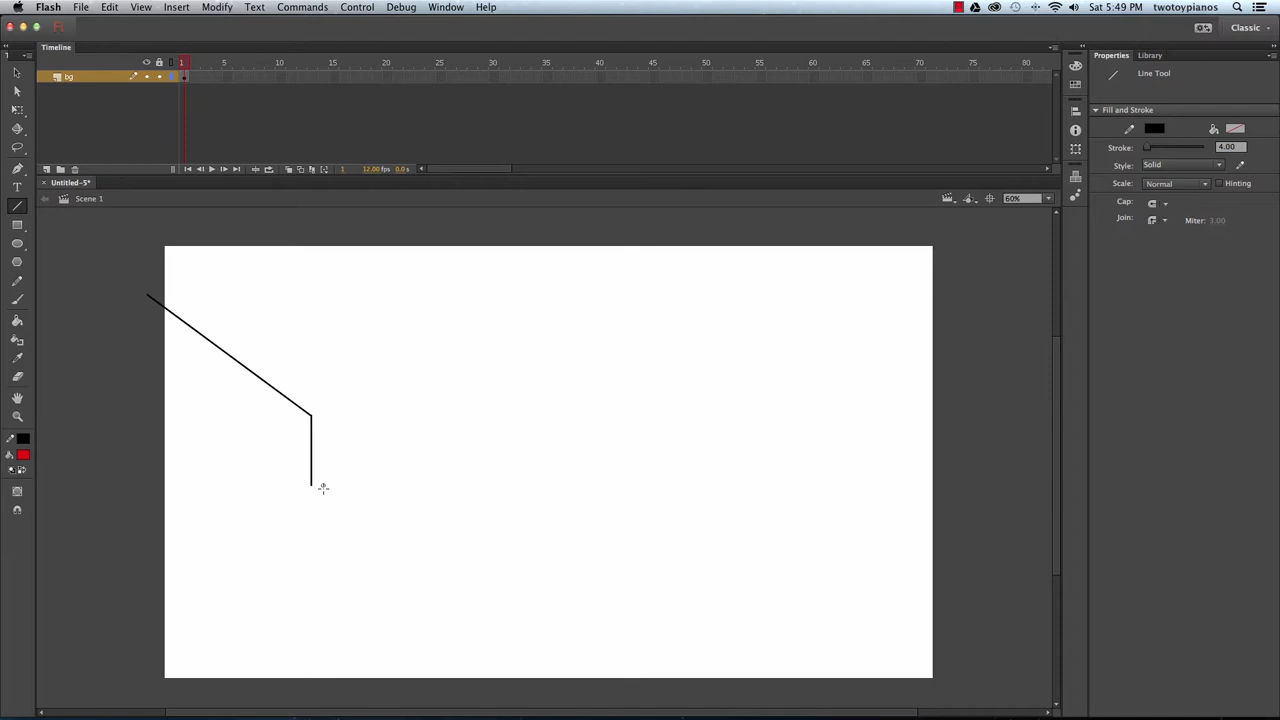 Flash File Edit View Insert Modify Text Commands Control Debug Window Help Sat 5:49 PM twotoypianos
Fl Classic
Timeline
1 5 10 15 20 25 30 35 40 45 50 55 60 65 70 75 80
bg
1 12.00 fps 0.0 s
Untitled-5*
Scene 1 60%
Properties Library
Line Tool
Fill and Stroke
Stroke: 4.00
Style: Solid
Scale: Normal Hinting
Cap:
Join: Miter: 3.00